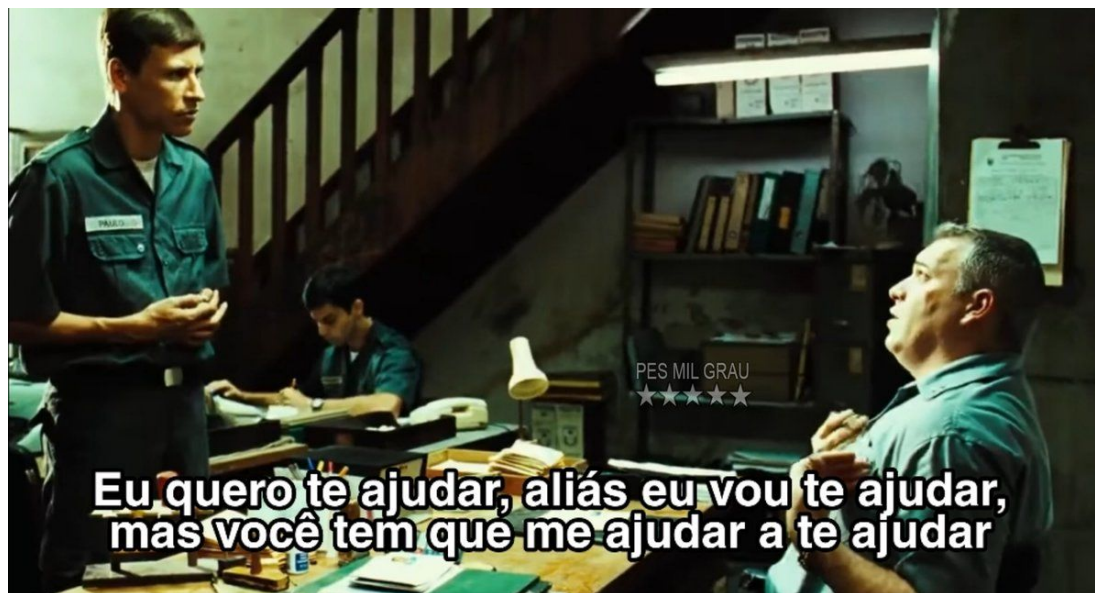 PAULO
PES MIL GRAU
Eu quero te ajudar, aliás eu vou te ajudar,
mas você tem que me ajudar a te ajudar